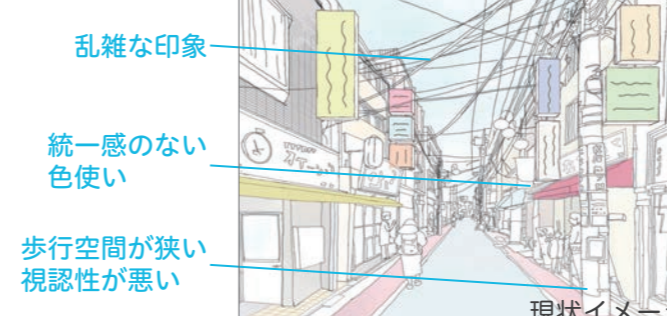 乱雑な印象
統一感のない
色使い
歩行空間が狭い
視認性が悪い
現状イメー